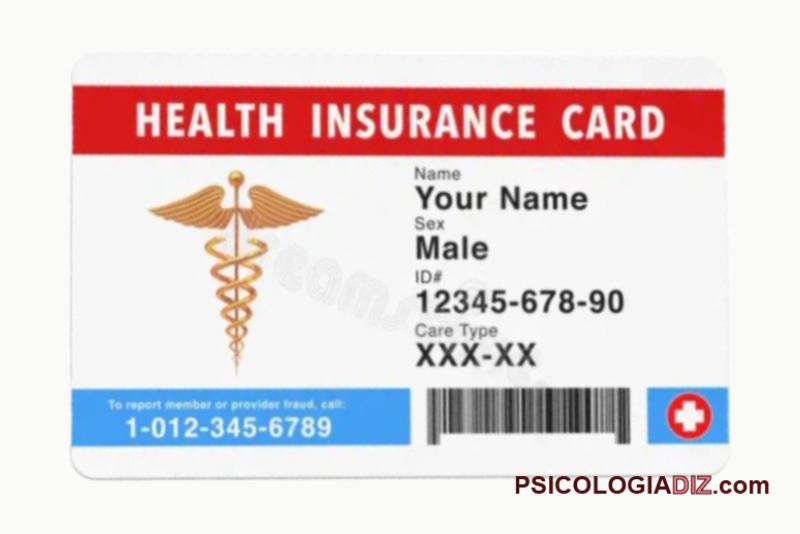 HEALTH INSURANCE CARD
Name
Your Name
Sex
Male
ID#
12345-678-90
Care Type
XXX-XX
To report member or provider fraud, call:
1-012-345-6789
PSICOLOGIADIZ.com